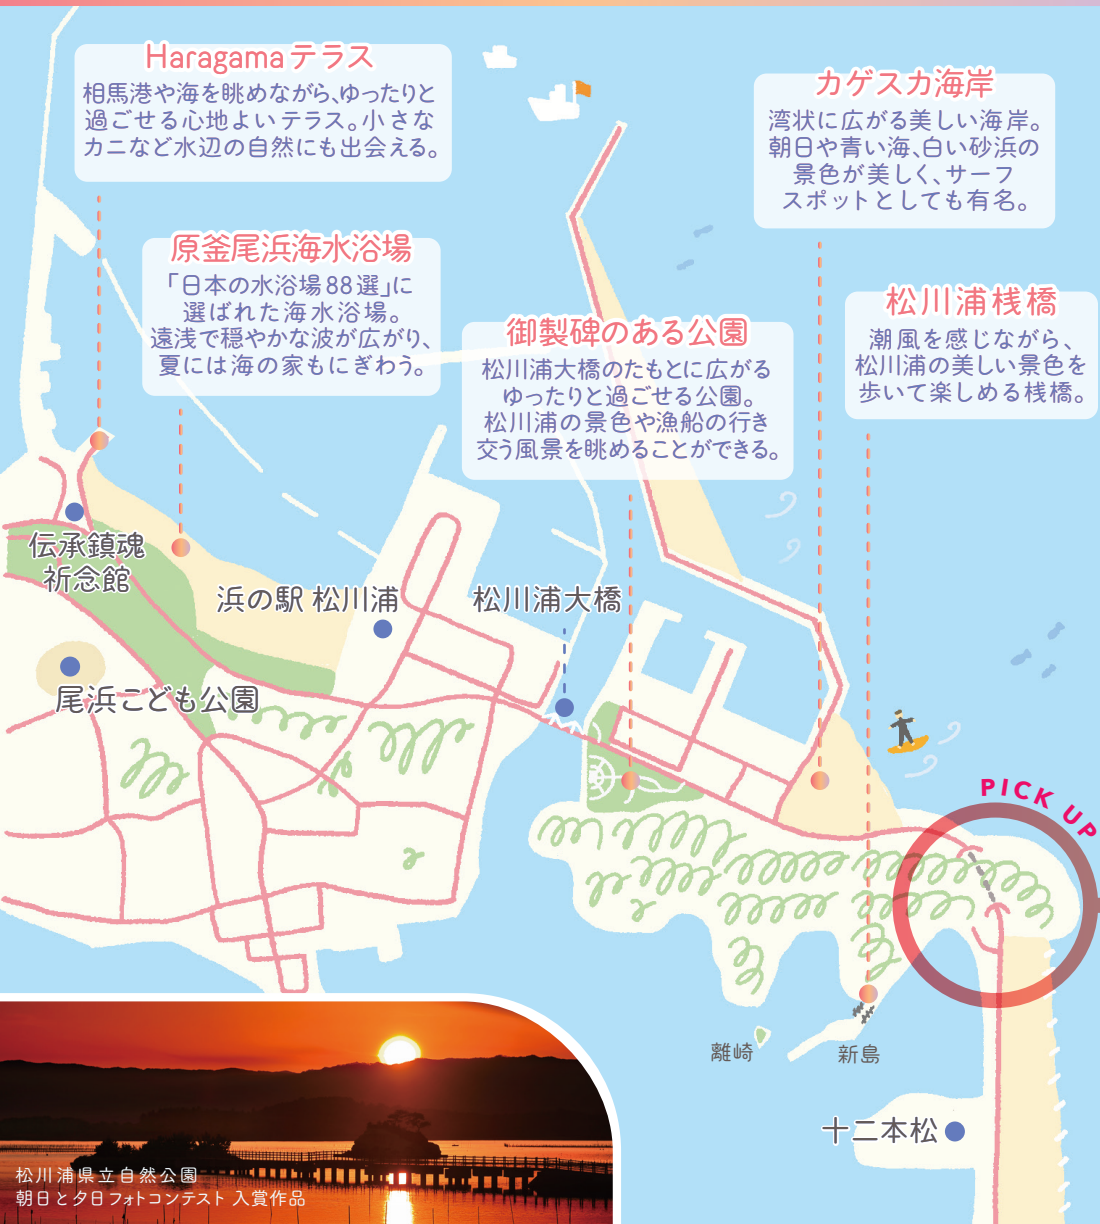 Haragamaテラス
相馬港や海を眺めながら、ゆったりと
過ごせる心地よいテラス。小さな
カニなど水辺の自然にも出会える。
カゲスカ海岸
湾状に広がる美しい海岸。
朝日や青い海、白い砂浜の
景色が美しく、サーフ
スポットとしても有名。
原釜尾浜海水浴場
「日本の水浴場88選」に
選ばれた海水浴場。
遠浅で穏やかな波が広がり、
夏には海の家もにぎわう。
御製碑のある公園
松川浦大橋のたもとに広がる
ゆったりと過ごせる公園。
松川浦の景色や漁船の行き
交う風景を眺めることができる。
松川浦桟橋
潮風を感じながら、
松川浦の美しい景色を
歩いて楽しめる桟橋。
伝承鎮魂
祈念館
浜の駅 松川浦
松川浦大橋
尾浜こども公園
PICK UP
離崎
新島
十二本松
松川浦県立自然公園
朝日と夕日フォトコンテスト 入賞作品